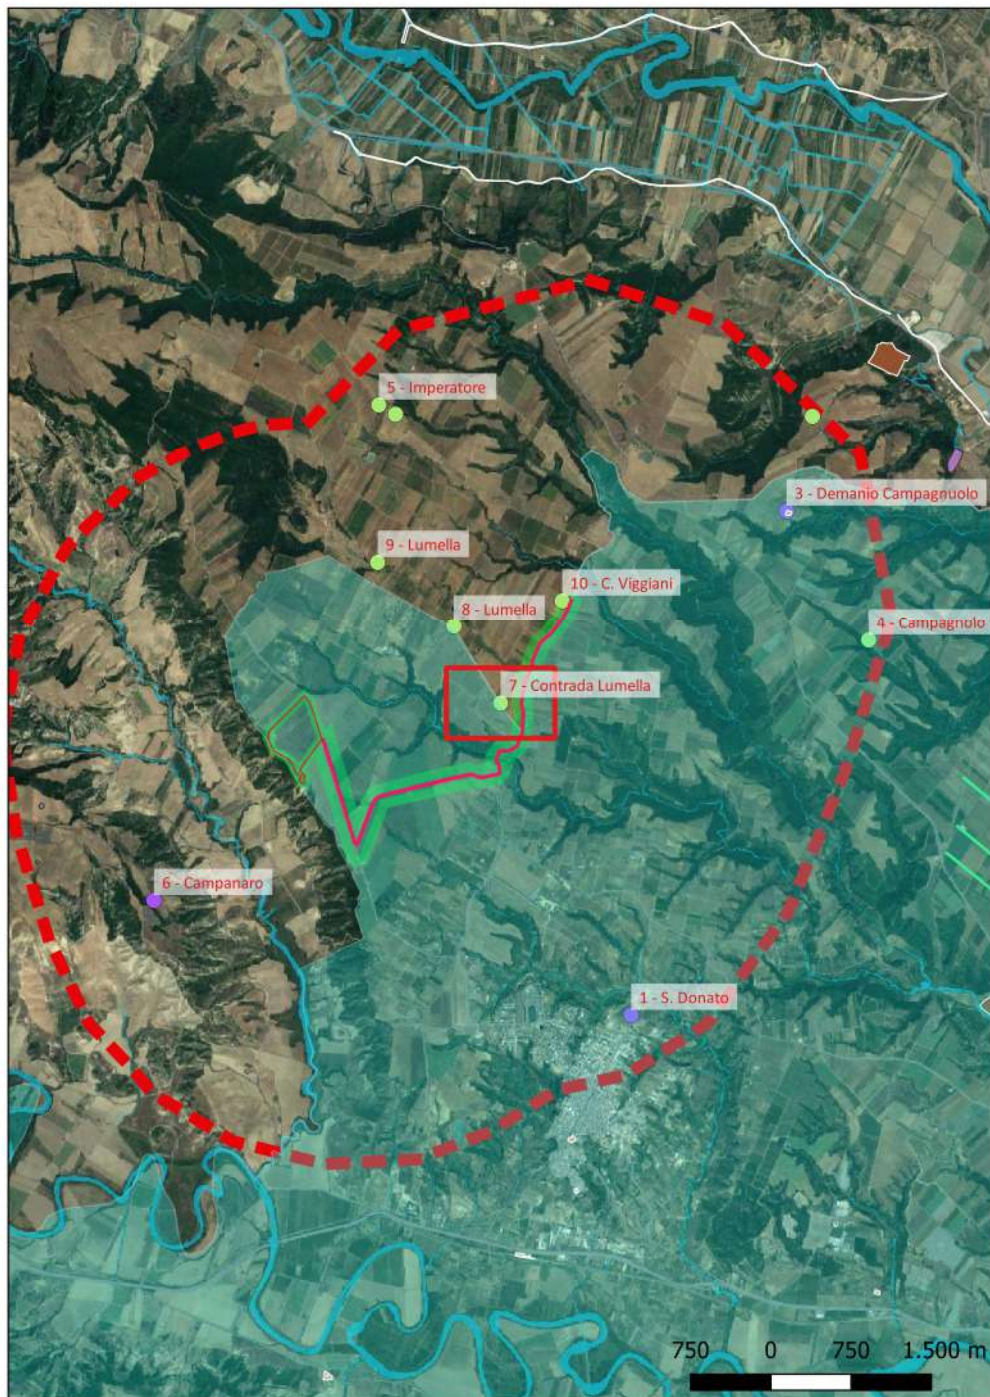 5 - Imperatore
3 - Demanio Campagnuolo
9 - Lumella
10 - C. Viggiani
8 - Lumella
4 - Campagnolo
7 - Contrada Lumella
6 - Campanaro
1 - S. Donato
750 0 750 1.500 m